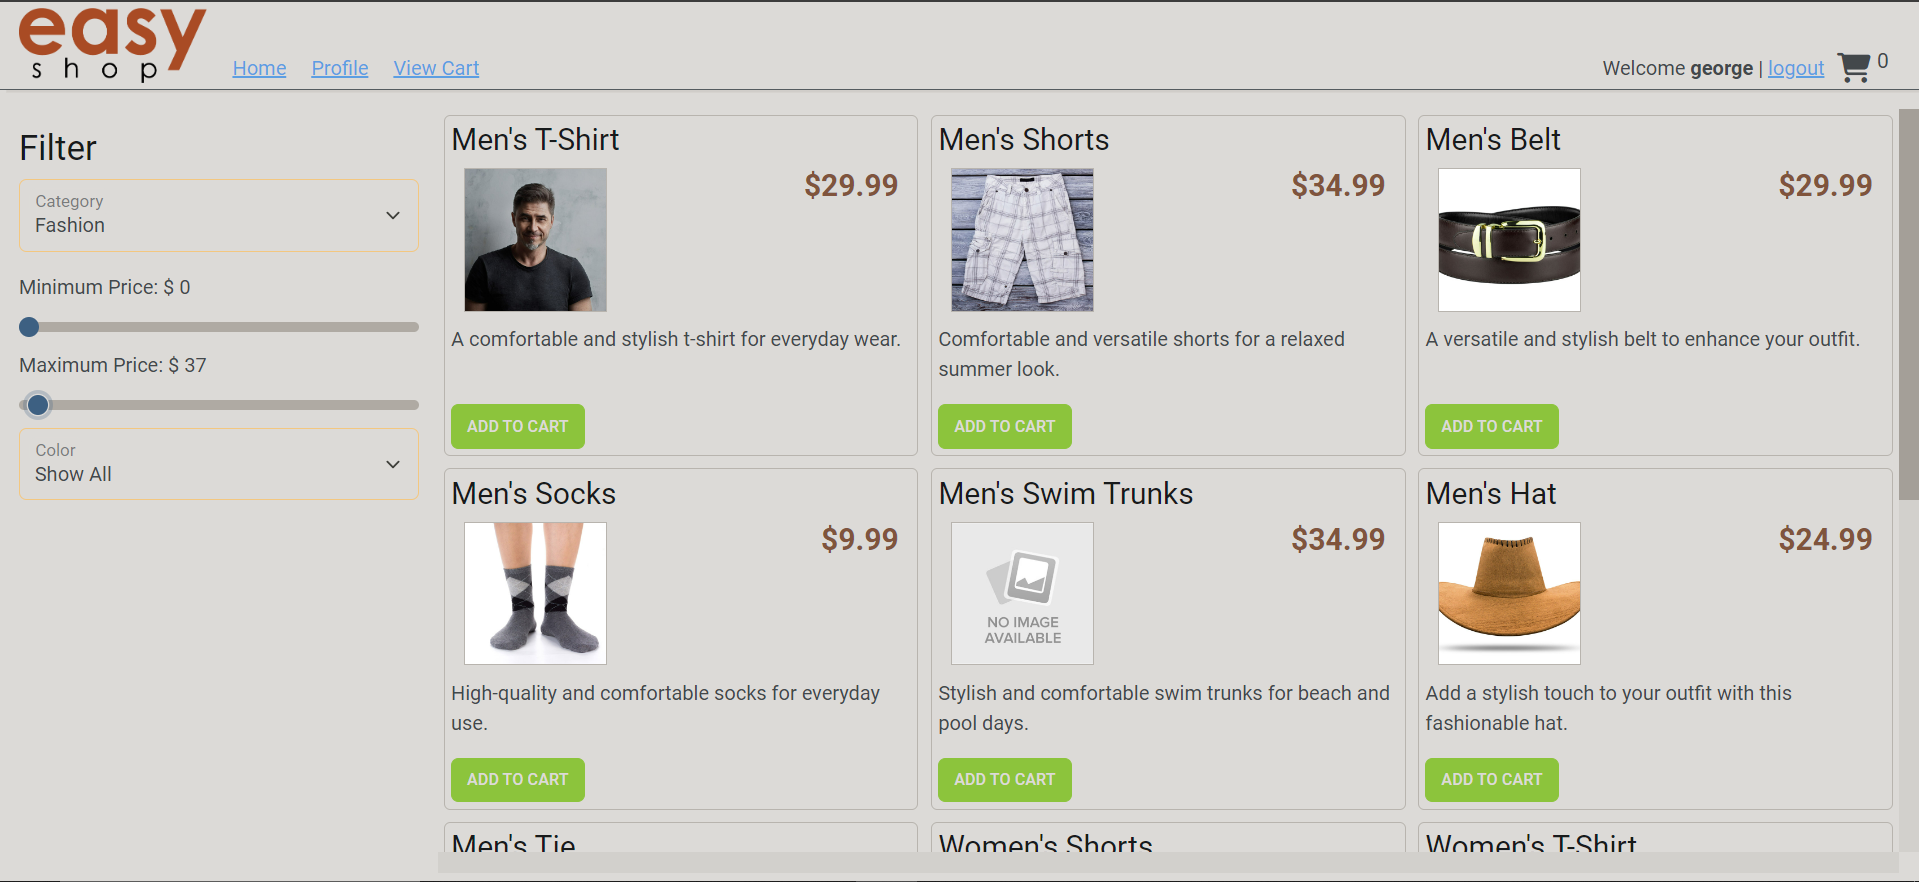 easy
shop
Home Profile View Cart
Welcome george | logout 0
Filter
Category
Fashion
Minimum Price: $ 0
Maximum Price: $ 37
Color
Show All
Men's T-Shirt
$29.99
A comfortable and stylish t-shirt for everyday wear.
ADD TO CART
Men's Shorts
$34.99
Comfortable and versatile shorts for a relaxed
summer look.
ADD TO CART
Men's Belt
$29.99
A versatile and stylish belt to enhance your outfit.
ADD TO CART
Men's Socks
$9.99
High-quality and comfortable socks for everyday
use.
ADD TO CART
Men's Swim Trunks
$34.99
NO IMAGE
AVAILABLE
Stylish and comfortable swim trunks for beach and
pool days.
ADD TO CART
Men's Hat
$24.99
Add a stylish touch to your outfit with this
fashionable hat.
ADD TO CART
Men's Tie
Women's Shorts
Women's T-Shirt